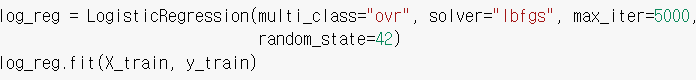 log_reg = LogisticRegression(multi_class="ovr", solver="lbfgs", max_iter=5000,
random_state=42)
log_reg.fit(X_train, y_train)